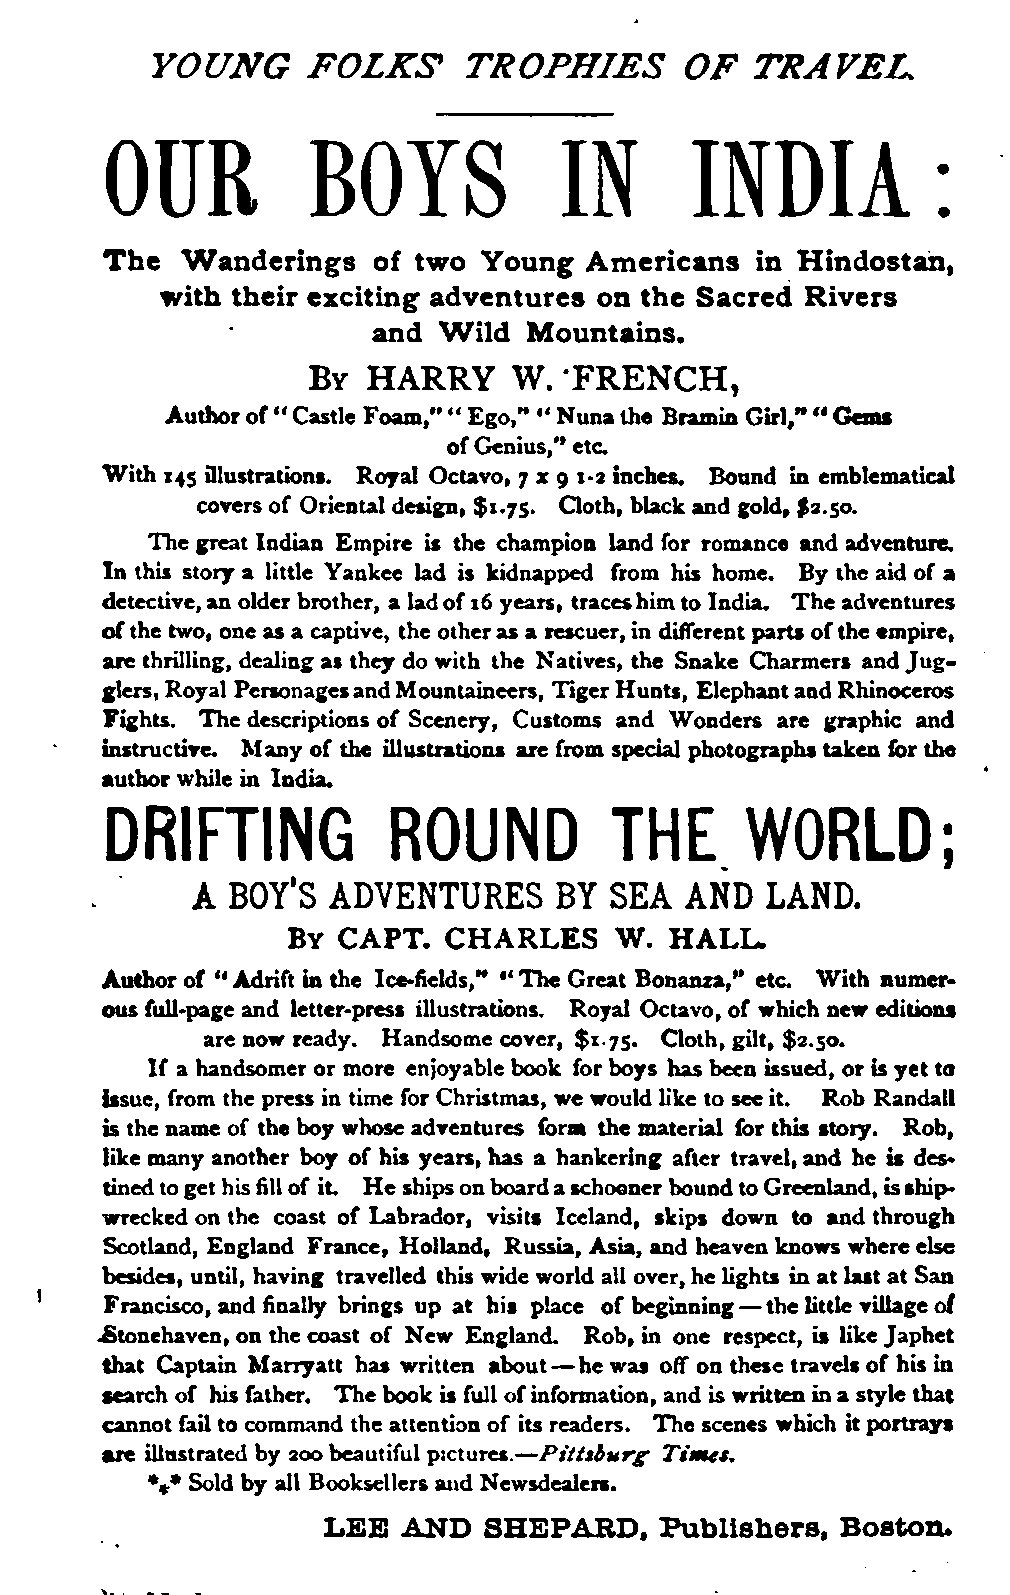 YOUNG FOLKS' TROPHIES OF TRAVEL.
OUR BOYS IN INDIA:
The Wanderings of two Young Americans in Hindostan,
with their exciting adventures on the Sacred Rivers
and Wild Mountains.
By HARRY W. FRENCH,
Author of "Castle Foam," "Ego," "Nuna the Bramin Girl," "Gems
of Genius," etc.
With 145 illustrations. Royal Octavo, 7 x 9 1-2 inches. Bound in emblematical
covers of Oriental design, $1.75. Cloth, black and gold, $2.50.
The great Indian Empire is the champion land for romance and adventure.
In this story a little Yankee lad is kidnapped from his home. By the aid of a
detective, an older brother, a lad of 16 years, traces him to India. The adventures
of the two, one as a captive, the other as a rescuer, in different parts of the empire,
are thrilling, dealing as they do with the Natives, the Snake Charmers and Jug-
glers, Royal Personages and Mountaineers, Tiger Hunts, Elephant and Rhinoceros
Fights. The descriptions of Scenery, Customs and Wonders are graphic and
instructive. Many of the illustrations are from special photographs taken for the
author while in India.
DRIFTING ROUND THE WORLD;
A BOY'S ADVENTURES BY SEA AND LAND.
By CAPT. CHARLES W. HALL.
Author of "Adrift in the Ice-fields," "The Great Bonanza," etc. With numer-
ous full-page and letter-press illustrations. Royal Octavo, of which new editions
are now ready. Handsome cover, $1.75. Cloth, gilt, $2.50.
If a handsomer or more enjoyable book for boys has been issued, or is yet to
issue, from the press in time for Christmas, we would like to see it. Rob Randall
is the name of the boy whose adventures form the material for this story. Rob,
like many another boy of his years, has a hankering after travel, and he is des-
tined to get his fill of it. He ships on board a schooner bound to Greenland, is ship-
wrecked on the coast of Labrador, visits Iceland, skips down to and through
Scotland, England France, Holland, Russia, Asia, and heaven knows where else
besides, until, having travelled this wide world all over, he lights in at last at San
Francisco, and finally brings up at his place of beginning—the little village of
Stonehaven, on the coast of New England. Rob, in one respect, is like Japhet
that Captain Marryatt has written about—he was off on these travels of his in
search of his father. The book is full of information, and is written in a style that
cannot fail to command the attention of its readers. The scenes which it portrays
are illustrated by 200 beautiful pictures.—Pittsburg Times.
*** Sold by all Booksellers and Newsdealers.
LEE AND SHEPARD, Publishers, Boston.